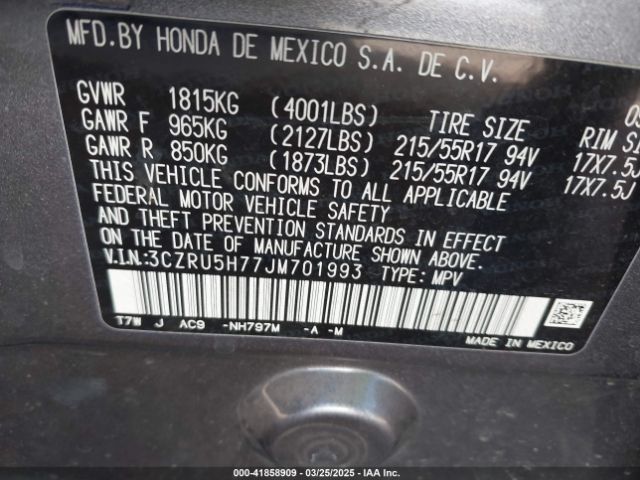 MFD.BY HONDA DE MEXICO S.A. DE C.V.
GVWR 1815KG (4001LBS) TIRE SIZE RIM SI
GAWR F 965KG (2127LBS) 215/55R17 94V 17X7.5J
GAWR R 850KG (1873LBS) 215/55R17 94V 17X7.5J
THIS VEHICLE CONFORMS TO ALL APPLICABLE
FEDERAL MOTOR VEHICLE SAFETY
AND THEFT PREVENTION STANDARDS IN EFFECT
ON THE DATE OF MANUFACTURE SHOWN ABOVE.
V.I.N.:3CZRU5H77JM701993 TYPE: MPV
T7W J AC9 -NH797M -A -M
MADE IN MEXICO
0-41858909 - 03/25/2025 - IAA Inc.